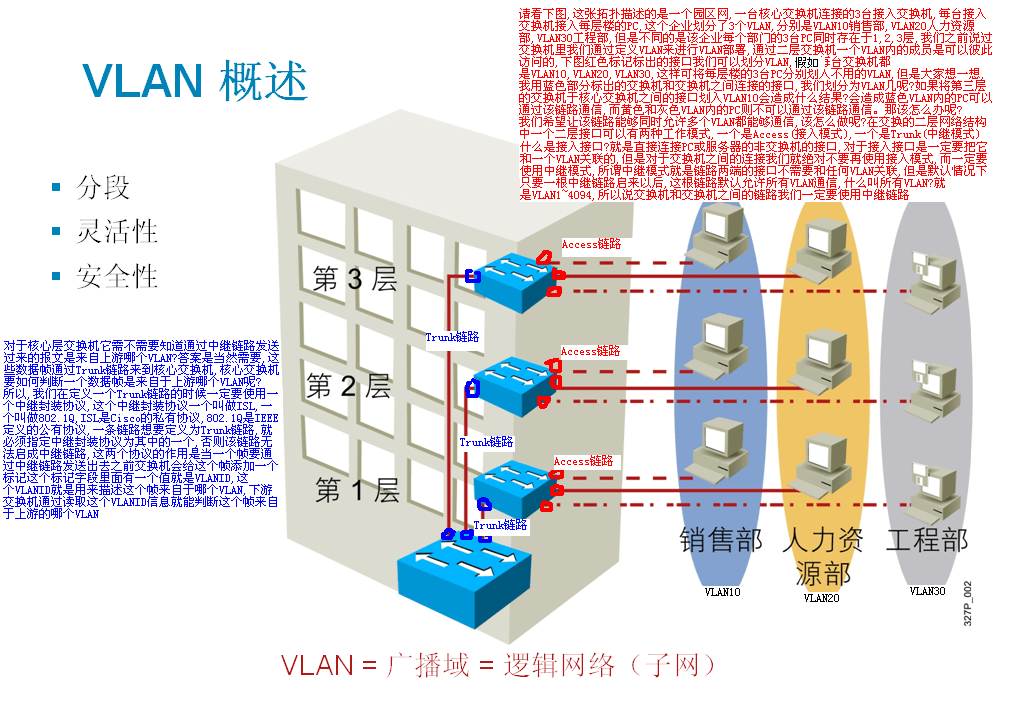 请看下图,这张拓扑描述的是一个园区网,一台核心交换机连接的3台接入交换机,每台接入
交换机接入每层楼的PC,这个企业划分了3个VLAN,分别是VLAN10销售部,VLAN20人力资源
部,VLAN30工程部,但是不同的是该企业每个部门的3台PC同时存在于1,2,3层,我们之前说过
交换机里我们通过定义VLAN来进行VLAN部署,通过二层交换机一个VLAN内的成员是可以彼此
访问的,下图红色标记标出的接口我们可以划分VLAN,假如 台交换机都
是VLAN10,VLAN20,VLAN30,这样可将每层楼的3台PC分别划入不用的VLAN,但是大家想一想,
我用蓝色部分标出的交换机和交换机之间连接的接口,我们划分为VLAN几呢?如果将第三层
的交换机于核心交换机之间的接口划入VLAN10会造成什么结果?会造成蓝色VLAN内的PC可以
通过该链路通信,而黄色和灰色VLAN内的PC则不可以通过该链路通信。那该怎么办呢?
我们希望让该链路能够同时允许多个VLAN都能够通信,该怎么做呢?在交换的二层网络结构
中一个二层接口可以有两种工作模式,一个是Access(接入模式),一个是Trunk(中继模式)
什么是接入接口?就是直接连接PC或服务器的非交换机的接口,对于接入接口是一定要把它
和一个VLAN关联的,但是对于交换机之间的连接我们就绝对不要再使用接入模式,而一定要
使用中继模式,所谓中继模式就是链路两端的接口不需要和任何VLAN关联,但是默认情况下
只要一根中继链路启来以后,这根链路默认允许所有VLAN通信,什么叫所有VLAN?就
是VLAN1~4094,所以说交换机和交换机之间的链路我们一定要使用中继链路
VLAN 概述
▪ 分段
▪ 灵活性
▪ 安全性
第 3 层
第 2 层
第 1 层
Access链路
Access链路
Access链路
Trunk链路
Trunk链路
Trunk链路
对于核心层交换机它需不需要知道通过中继链路发送
过来的报文是来自上游哪个VLAN?答案是当然需要,这
些数据帧通过Trunk链路来到核心交换机,核心交换机
要如何判断一个数据帧是来自于上游哪个VLAN呢?
所以,我们在定义一个Trunk链路的时候一定要使用一
个中继封装协议,这个中继封装协议一个叫做ISL,一
个叫做802.1Q,ISL是Cisco的私有协议,802.1Q是IEEE
定义的公有协议,一条链路想要定义为Trunk链路,就
必须指定中继封装协议为其中的一个,否则该链路无
法启成中继链路,这两个协议的作用是当一个帧要通
过中继链路发送出去之前交换机会给这个帧添加一个
标记这个标记字段里面有一个值就是VLANID,这
个VLANID就是用来描述这个帧来自于哪个VLAN,下游
交换机通过读取这个VLANID信息就能判断这个帧来自
于上游的哪个VLAN
销售部
人力资
源部
工程部
VLAN10
VLAN20
VLAN30
327P_002
VLAN = 广播域 = 逻辑网络（子网）